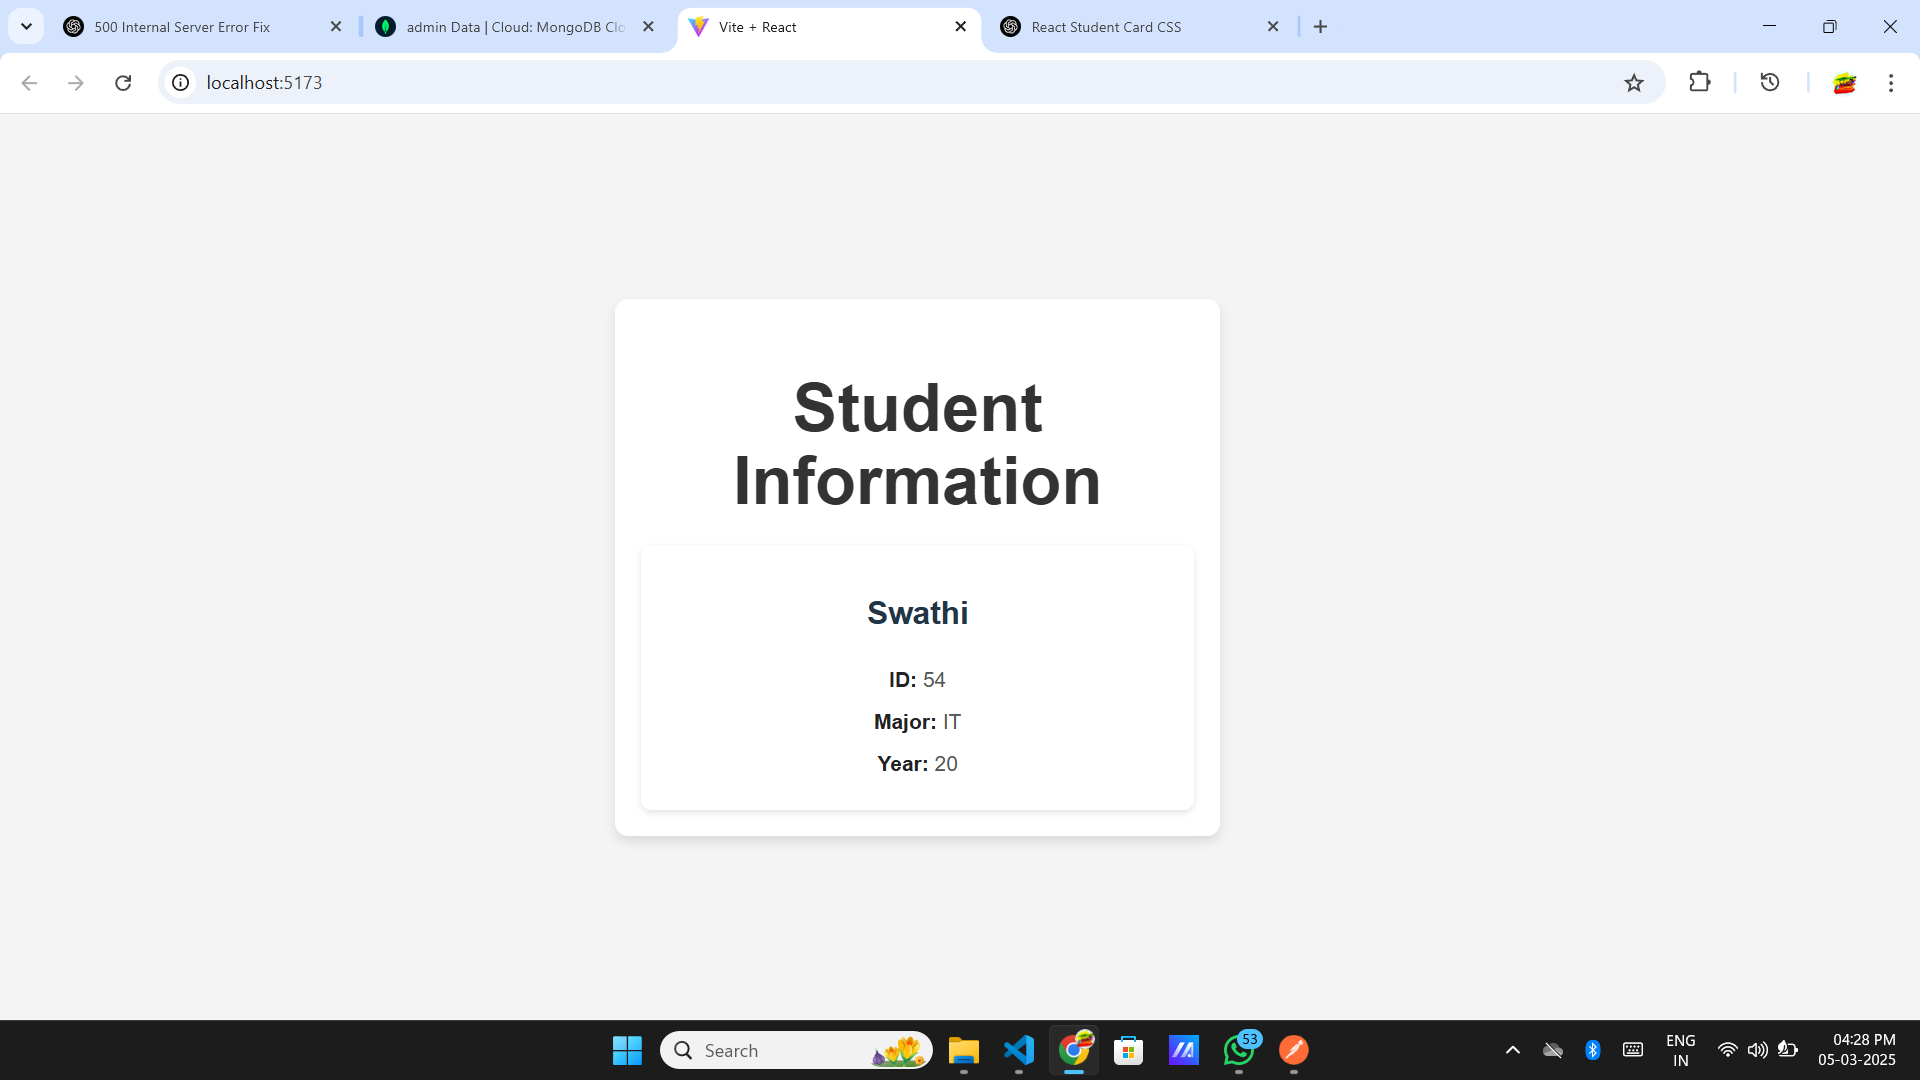 500 Internal Server Error Fix
admin Data | Cloud: MongoDB Clo
Vite + React
React Student Card CSS
localhost:5173
Student
Information
Swathi
ID: 54
Major: IT
Year: 20
Search
53
ENG
IN
04:28 PM
05-03-2025